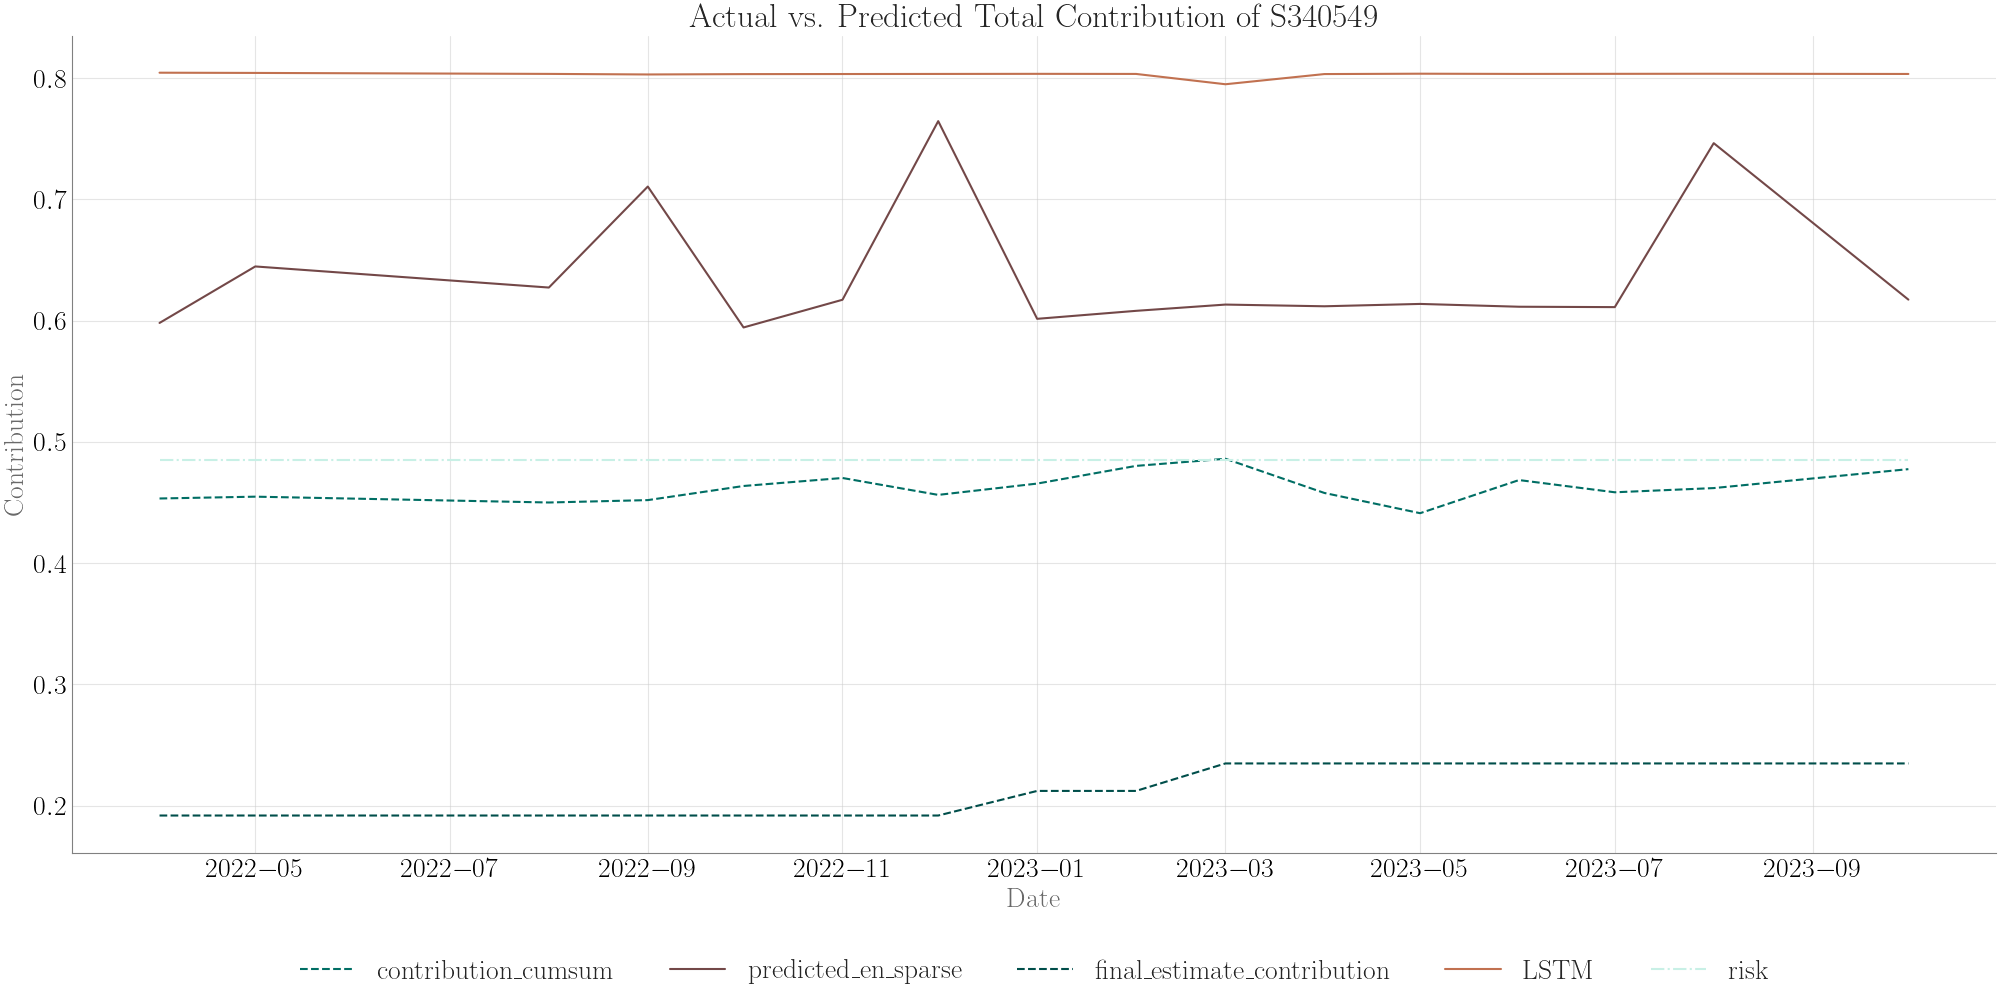 Actual vs. Predicted Total Contribution of S340549
0.8
0.7
0.6
0.5
0.4
0.3
0.2
Contribution
2022−05 2022−07 2022−09 2022−11 2023−01 2023−03 2023−05 2023−07 2023−09
Date
contribution_cumsum predicted_en_sparse final_estimate_contribution LSTM risk